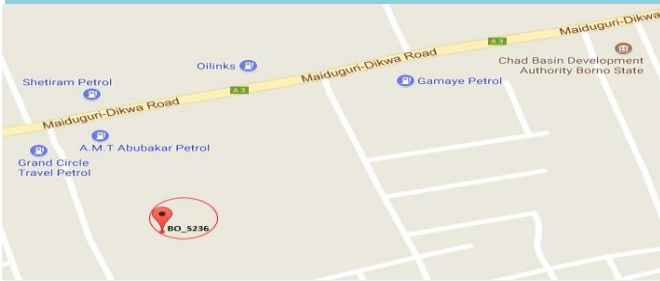 Maiduguri-Dikwa
A3
Chad Basin Development
Authority Borno State
Oilinks
Maiduguri-Dikwa Road
Gamaye Petrol
Shetiram Petrol
A3
Maiduguri-Dikwa Road
A.M.T Abubakar Petrol
Grand Circle
Travel Petrol
BO_S236